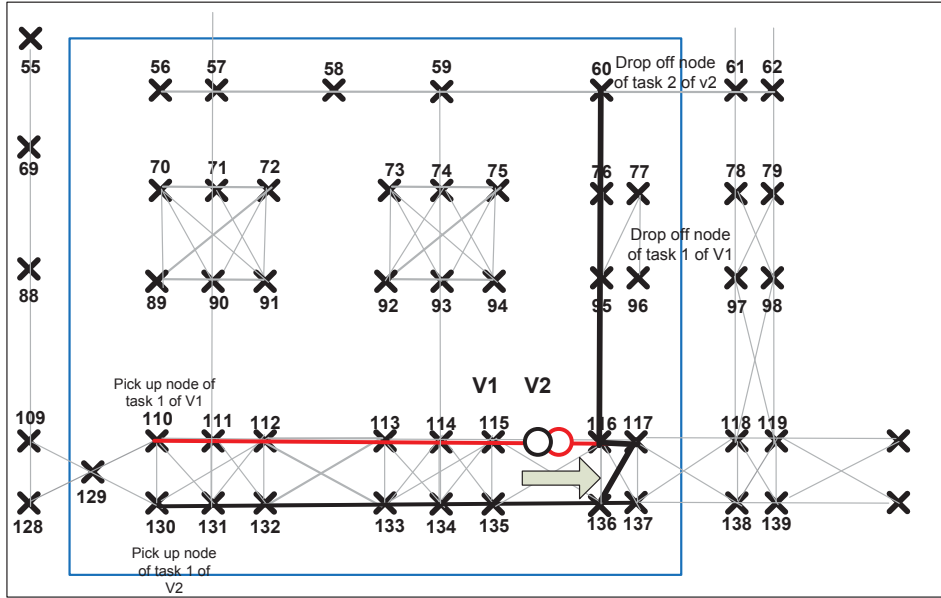 55
56 57 58 59 60 Drop off node 61 62
of task 2 of v2
69
70 71 72 73 74 75 76 77 78 79
Drop off node
of task 1 of V1
88
89 90 91 92 93 94 95 96 97 98
Pick up node of
task 1 of V1
V1 V2
109 110 111 112 113 114 115 116 117 118 119
129
128 130 131 132 133 134 135 136 137 138 139
Pick up node
of task 1 of
V2